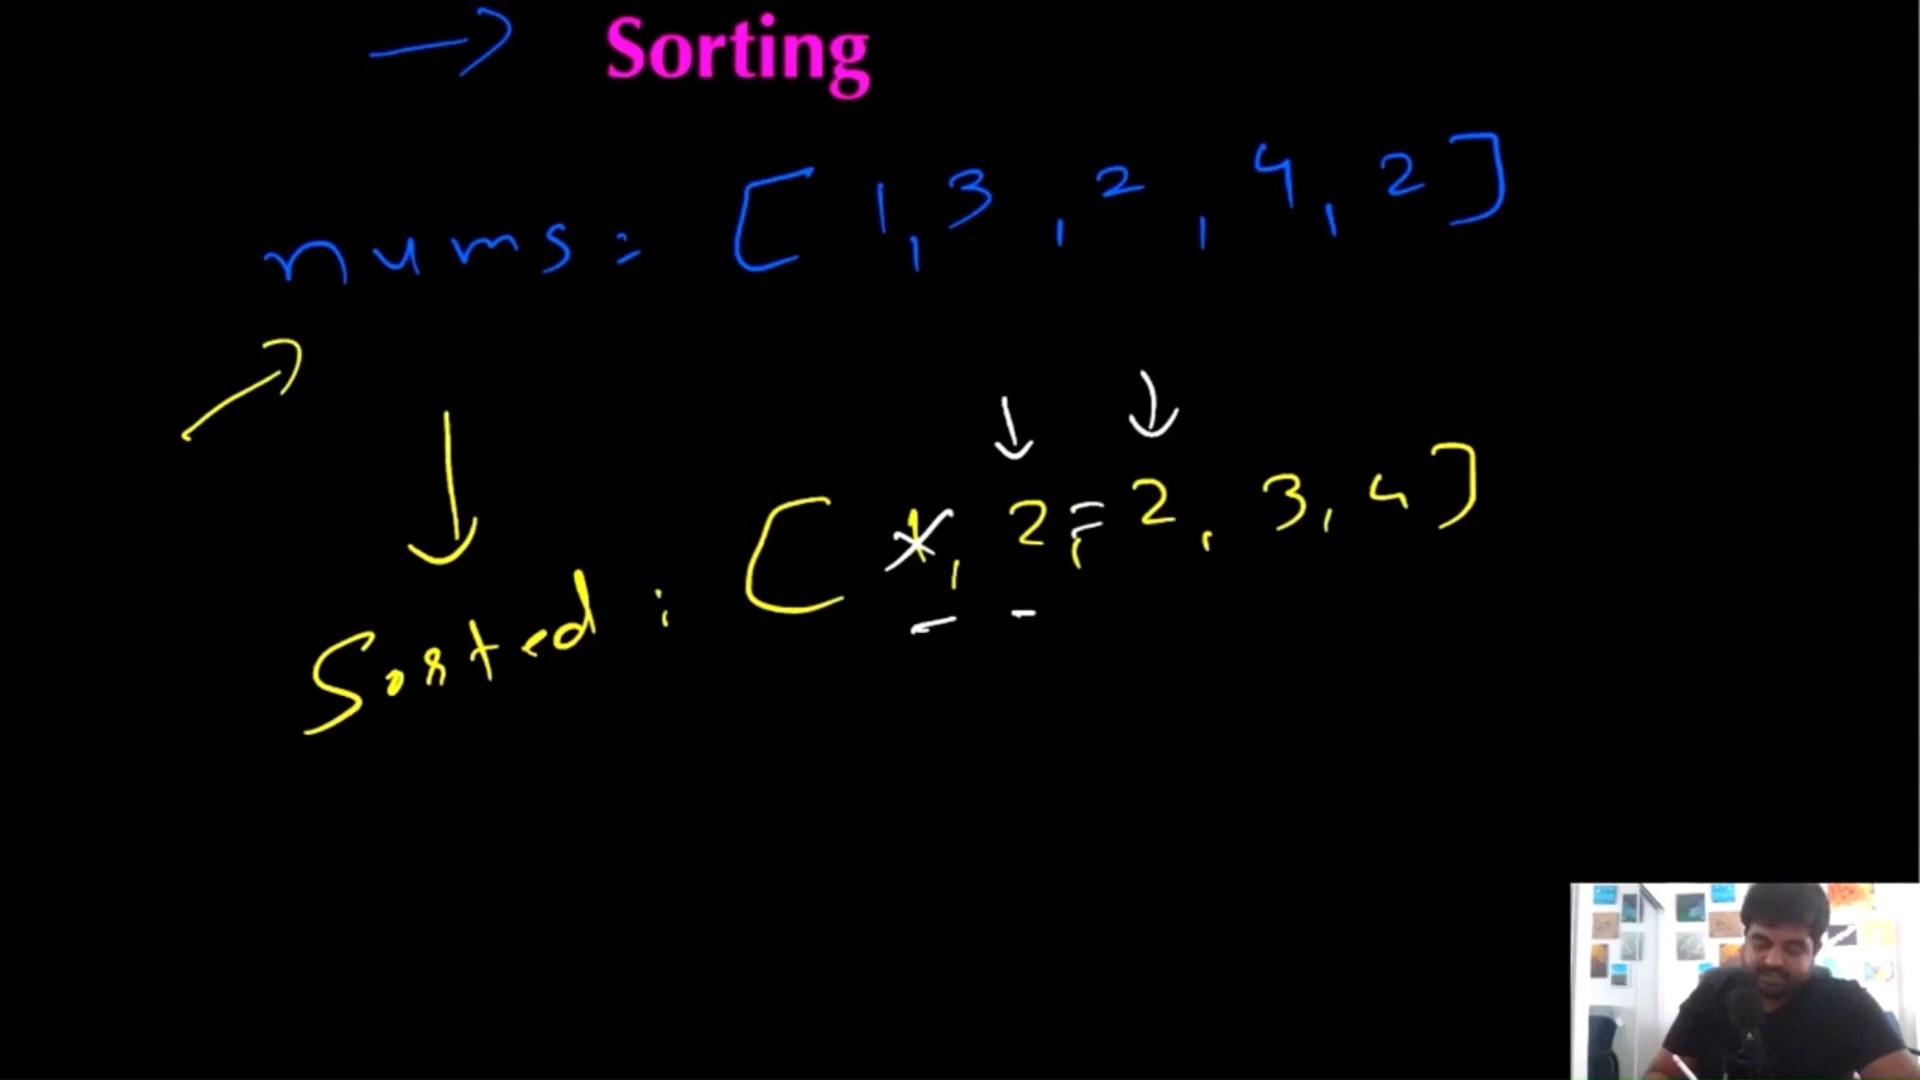 → Sorting
nums = [ 1, 3, 2, 4, 2 ]
Sorted : [ 1, 2, = 2, 3, 4 ]